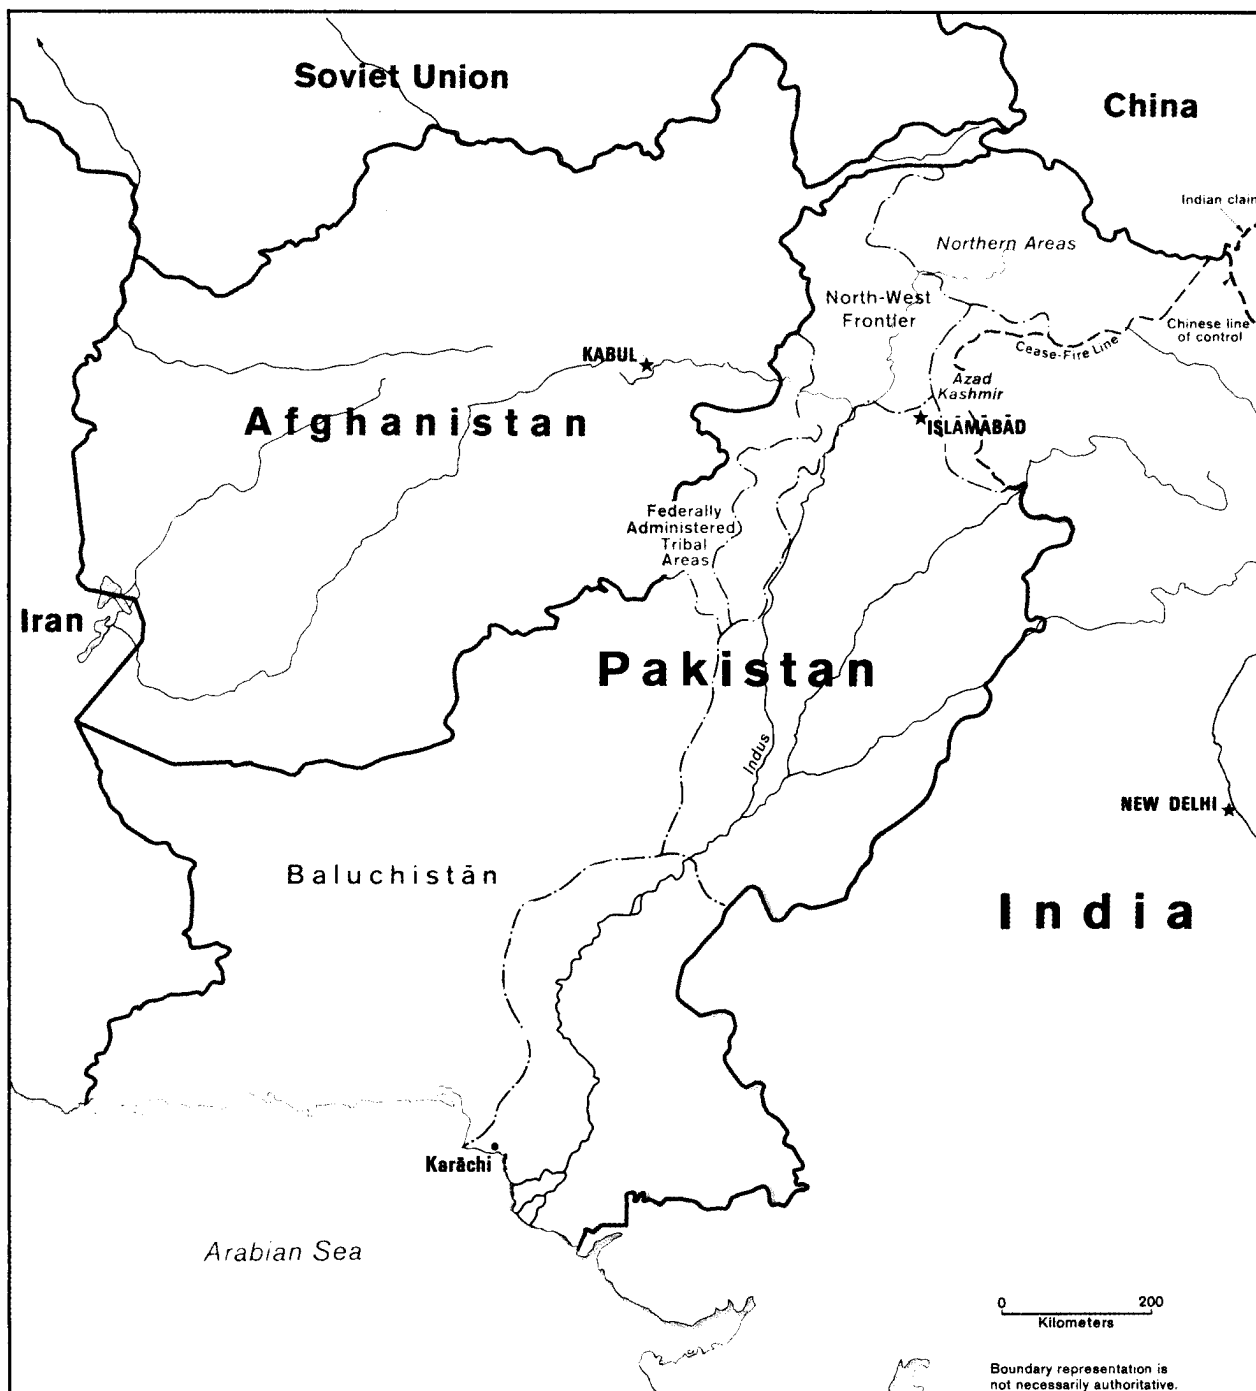 Soviet Union
China
Indian claim
Northern Areas
North-West
Frontier
Chinese line
of control
Cease-Fire Line
KABUL
Azad
Kashmir
Afghanistan
ISLĀMĀBĀD
Federally
Administered
Tribal
Areas
Iran
Pakistan
Indus
NEW DELHI
Baluchistān
India
Karāchi
Arabian Sea
0 200
Kilometers
Boundary representation is
not necessarily authoritative.